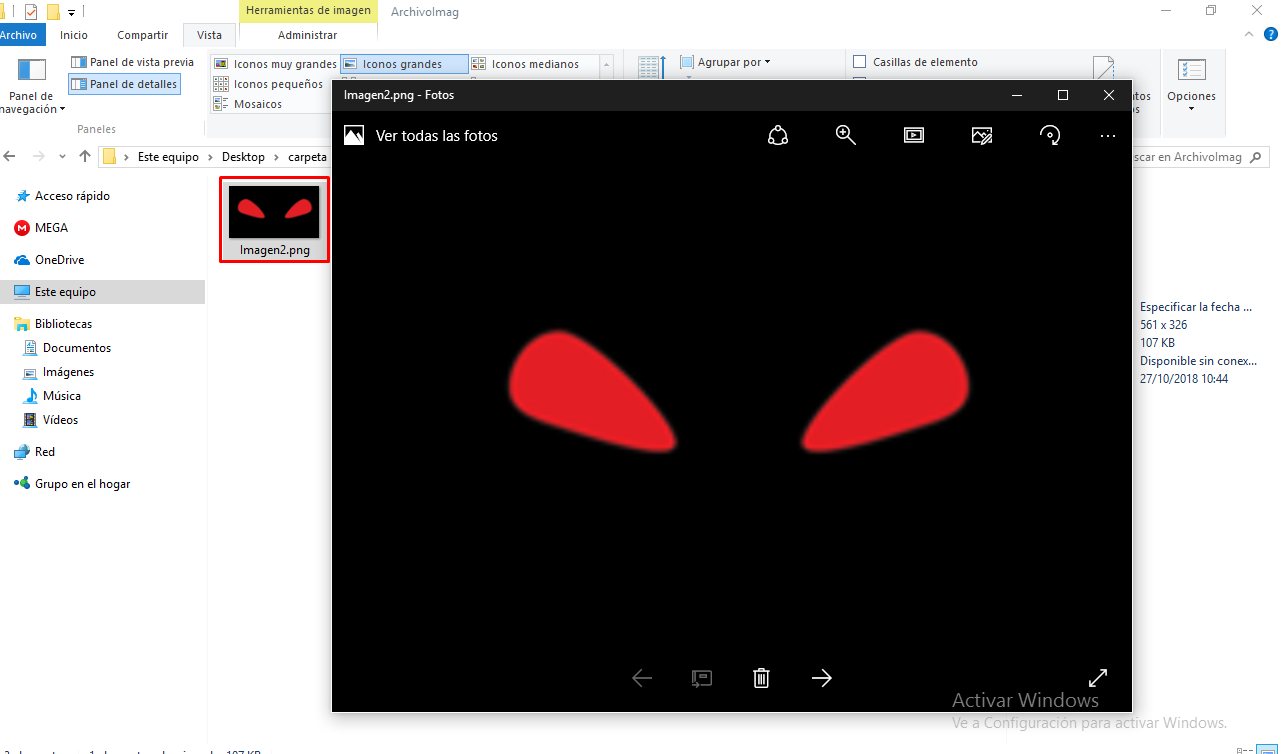 Herramientas de imagen
ArchivoImag
Archivo
Inicio
Compartir
Vista
Administrar
Panel de navegación
Panel de vista previa
Panel de detalles
Paneles
Iconos muy grandes
Iconos grandes
Iconos medianos
Iconos pequeños
Mosaicos
Agrupar por
Casillas de elemento
Opciones
Este equipo
Desktop
carpeta
en ArchivoImag
Imagen2.png - Fotos
Ver todas las fotos
Acceso rápido
MEGA
OneDrive
Este equipo
Bibliotecas
Documentos
Imágenes
Música
Vídeos
Red
Grupo en el hogar
Imagen2.png
Especificar la fecha ...
561 x 326
107 KB
Disponible sin conex...
27/10/2018 10:44
Activar Windows
Ve a Configuración para activar Windows.